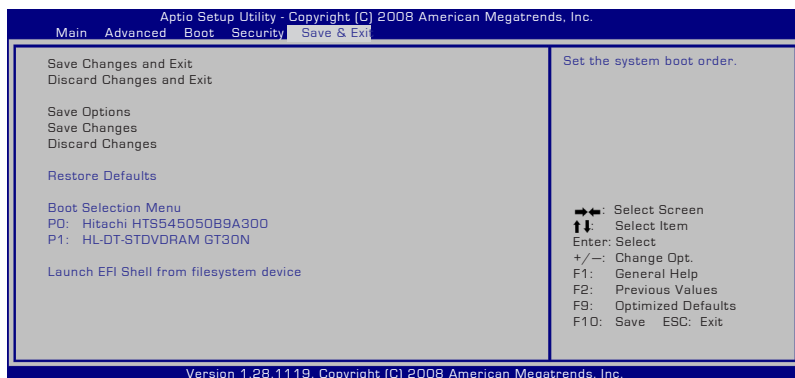 Aptio Setup Utility - Copyright (C) 2008 American Megatrends, Inc.
Main Advanced Boot Security Save & Exit
Save Changes and Exit
Discard Changes and Exit
Save Options
Save Changes
Discard Changes
Restore Defaults
Boot Selection Menu
P0: Hitachi HTS545050B9A300
P1: HL-DT-STDVDRAM GT30N
Launch EFI Shell from filesystem device
Set the system boot order.
→←: Select Screen
↑↓: Select Item
Enter: Select
+/—: Change Opt.
F1: General Help
F2: Previous Values
F9: Optimized Defaults
F10: Save ESC: Exit
Version 1.28.1119. Copyright (C) 2008 American Megatrends, Inc.